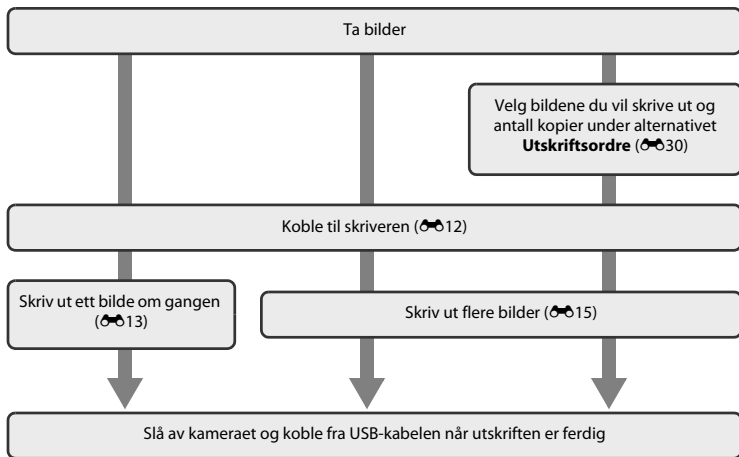 Ta bilder
Velg bildene du vil skrive ut og
antall kopier under alternativet
Utskriftsordre (30)
Koble til skriveren (12)
Skriv ut ett bilde om gangen
(13)
Skriv ut flere bilder (15)
Slå av kameraet og koble fra USB-kabelen når utskriften er ferdig